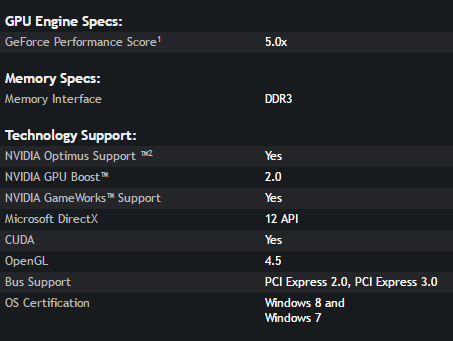 GPU Engine Specs:
GeForce Performance Score1 5.0x
Memory Specs:
Memory Interface DDR3
Technology Support:
NVIDIA Optimus Support ™2 Yes
NVIDIA GPU Boost™ 2.0
NVIDIA GameWorks™ Support Yes
Microsoft DirectX 12 API
CUDA Yes
OpenGL 4.5
Bus Support PCI Express 2.0, PCI Express 3.0
OS Certification Windows 8 and
Windows 7